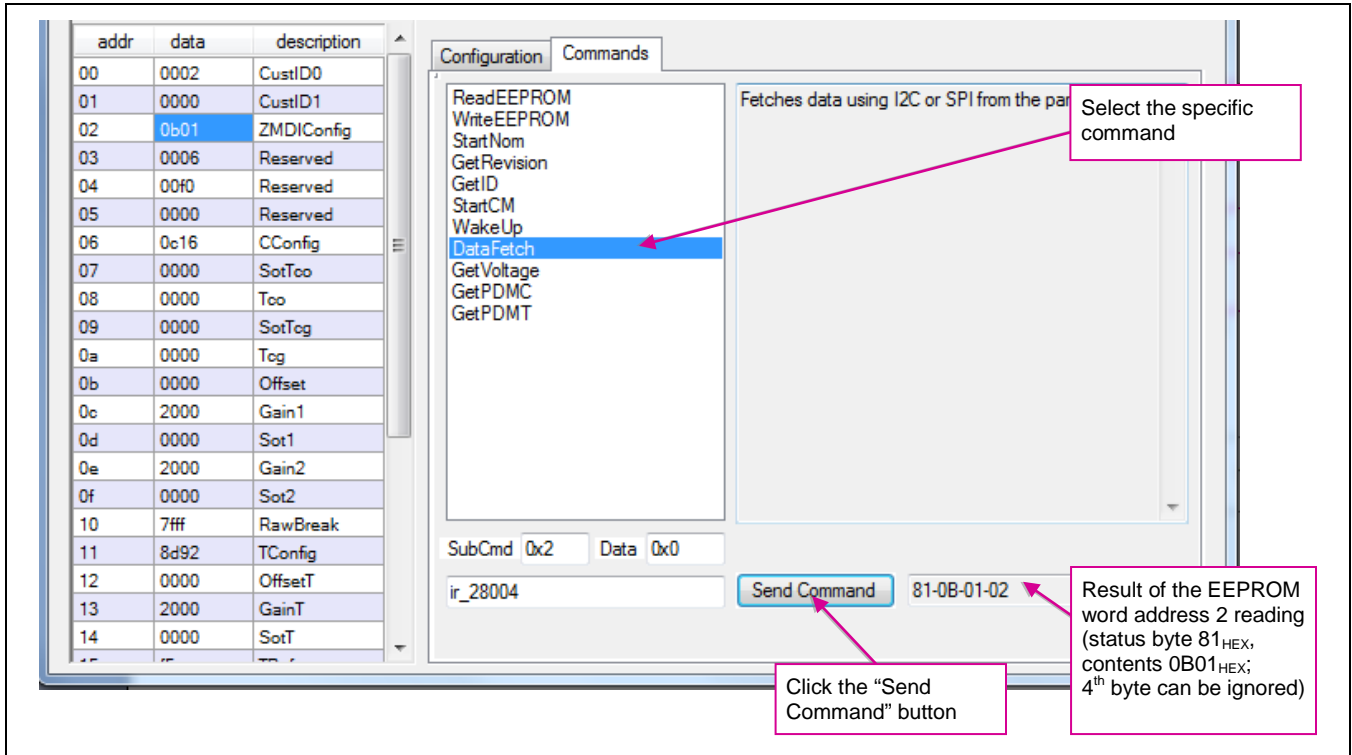 addr data description
00 0002 CustID0
01 0000 CustID1
02 0b01 ZMDIConfig
03 0006 Reserved
04 00f0 Reserved
05 0000 Reserved
06 0c16 CConfig
07 0000 SotTco
08 0000 Tco
09 0000 SotTcg
0a 0000 Tcg
0b 0000 Offset
0c 2000 Gain1
0d 0000 Sot1
0e 2000 Gain2
0f 0000 Sot2
10 7fff RawBreak
11 8d92 TConfig
12 0000 OffsetT
13 2000 GainT
14 0000 SotT
Configuration Commands
ReadEEPROM
WriteEEPROM
StartNom
GetRevision
GetID
StartCM
WakeUp
DataFetch
GetVoltage
GetPDMC
GetPDMT
Fetches data using I2C or SPI from the par
Select the specific
command
SubCmd 0x2 Data 0x0
ir_28004 Send Command 81-0B-01-02
Result of the EEPROM
word address 2 reading
(status byte 81HEX,
contents 0B01HEX;
4th byte can be ignored)
Click the “Send
Command” button